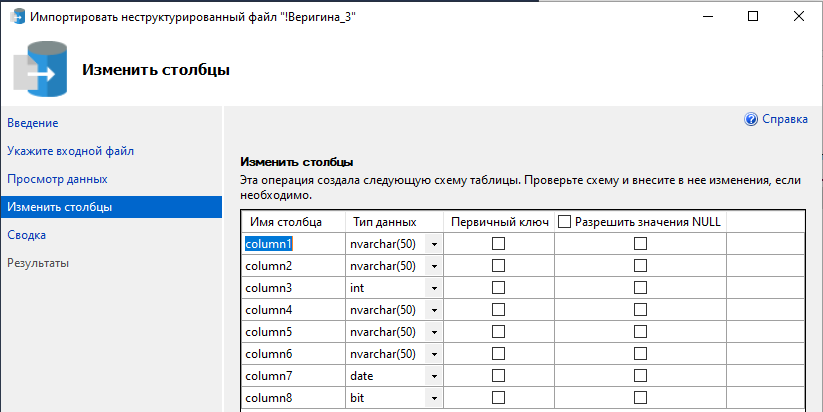 Импортировать неструктурированный файл "!Веригина_3"
Изменить столбцы
Введение
Укажите входной файл
Просмотр данных
Изменить столбцы
Сводка
Результаты
Справка
Изменить столбцы
Эта операция создала следующую схему таблицы. Проверьте схему и внесите в нее изменения, если
необходимо.
Имя столбца Тип данных Первичный ключ Разрешить значения NULL
column1 nvarchar(50)
column2 nvarchar(50)
column3 int
column4 nvarchar(50)
column5 nvarchar(50)
column6 nvarchar(50)
column7 date
column8 bit